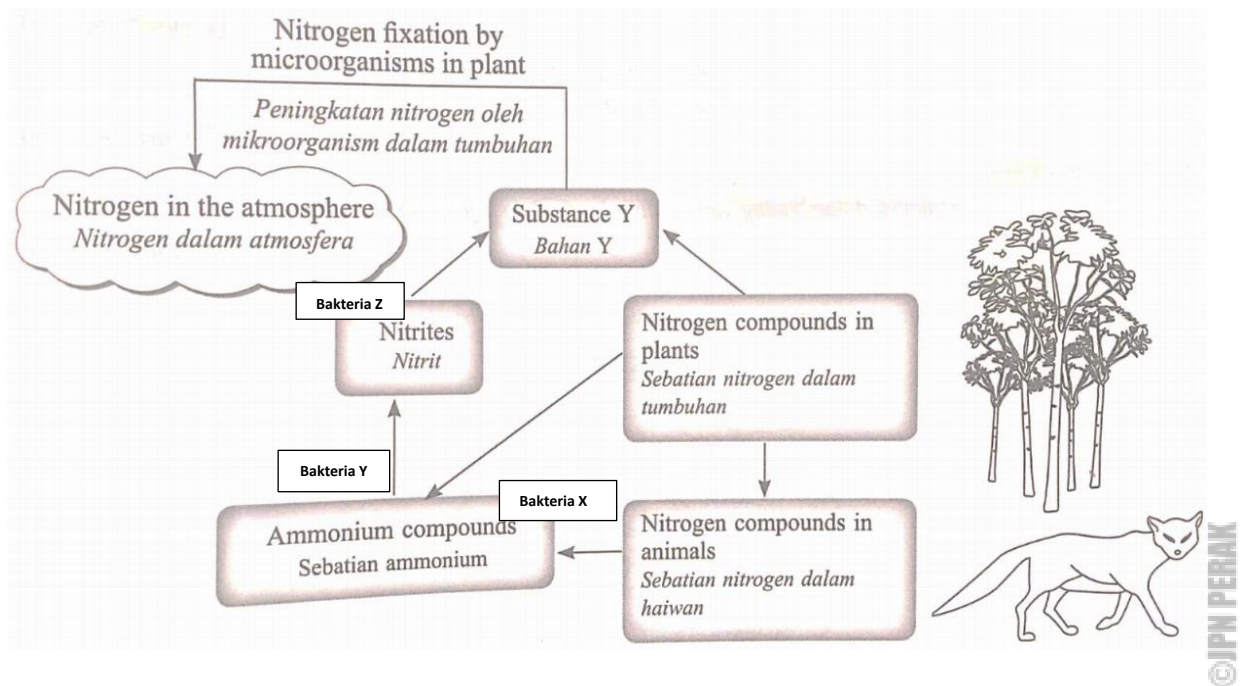 Nitrogen fixation by
microorganisms in plant
Peningkatan nitrogen oleh
mikroorganism dalam tumbuhan
Nitrogen in the atmosphere
Nitrogen dalam atmosfera
Substance Y
Bahan Y
Bakteria Z
Nitrites
Nitrit
Nitrogen compounds in
plants
Sebatian nitrogen dalam
tumbuhan
Bakteria Y
Bakteria X
Ammonium compounds
Sebatian ammonium
Nitrogen compounds in
animals
Sebatian nitrogen dalam
haiwan
©JPN PERAK